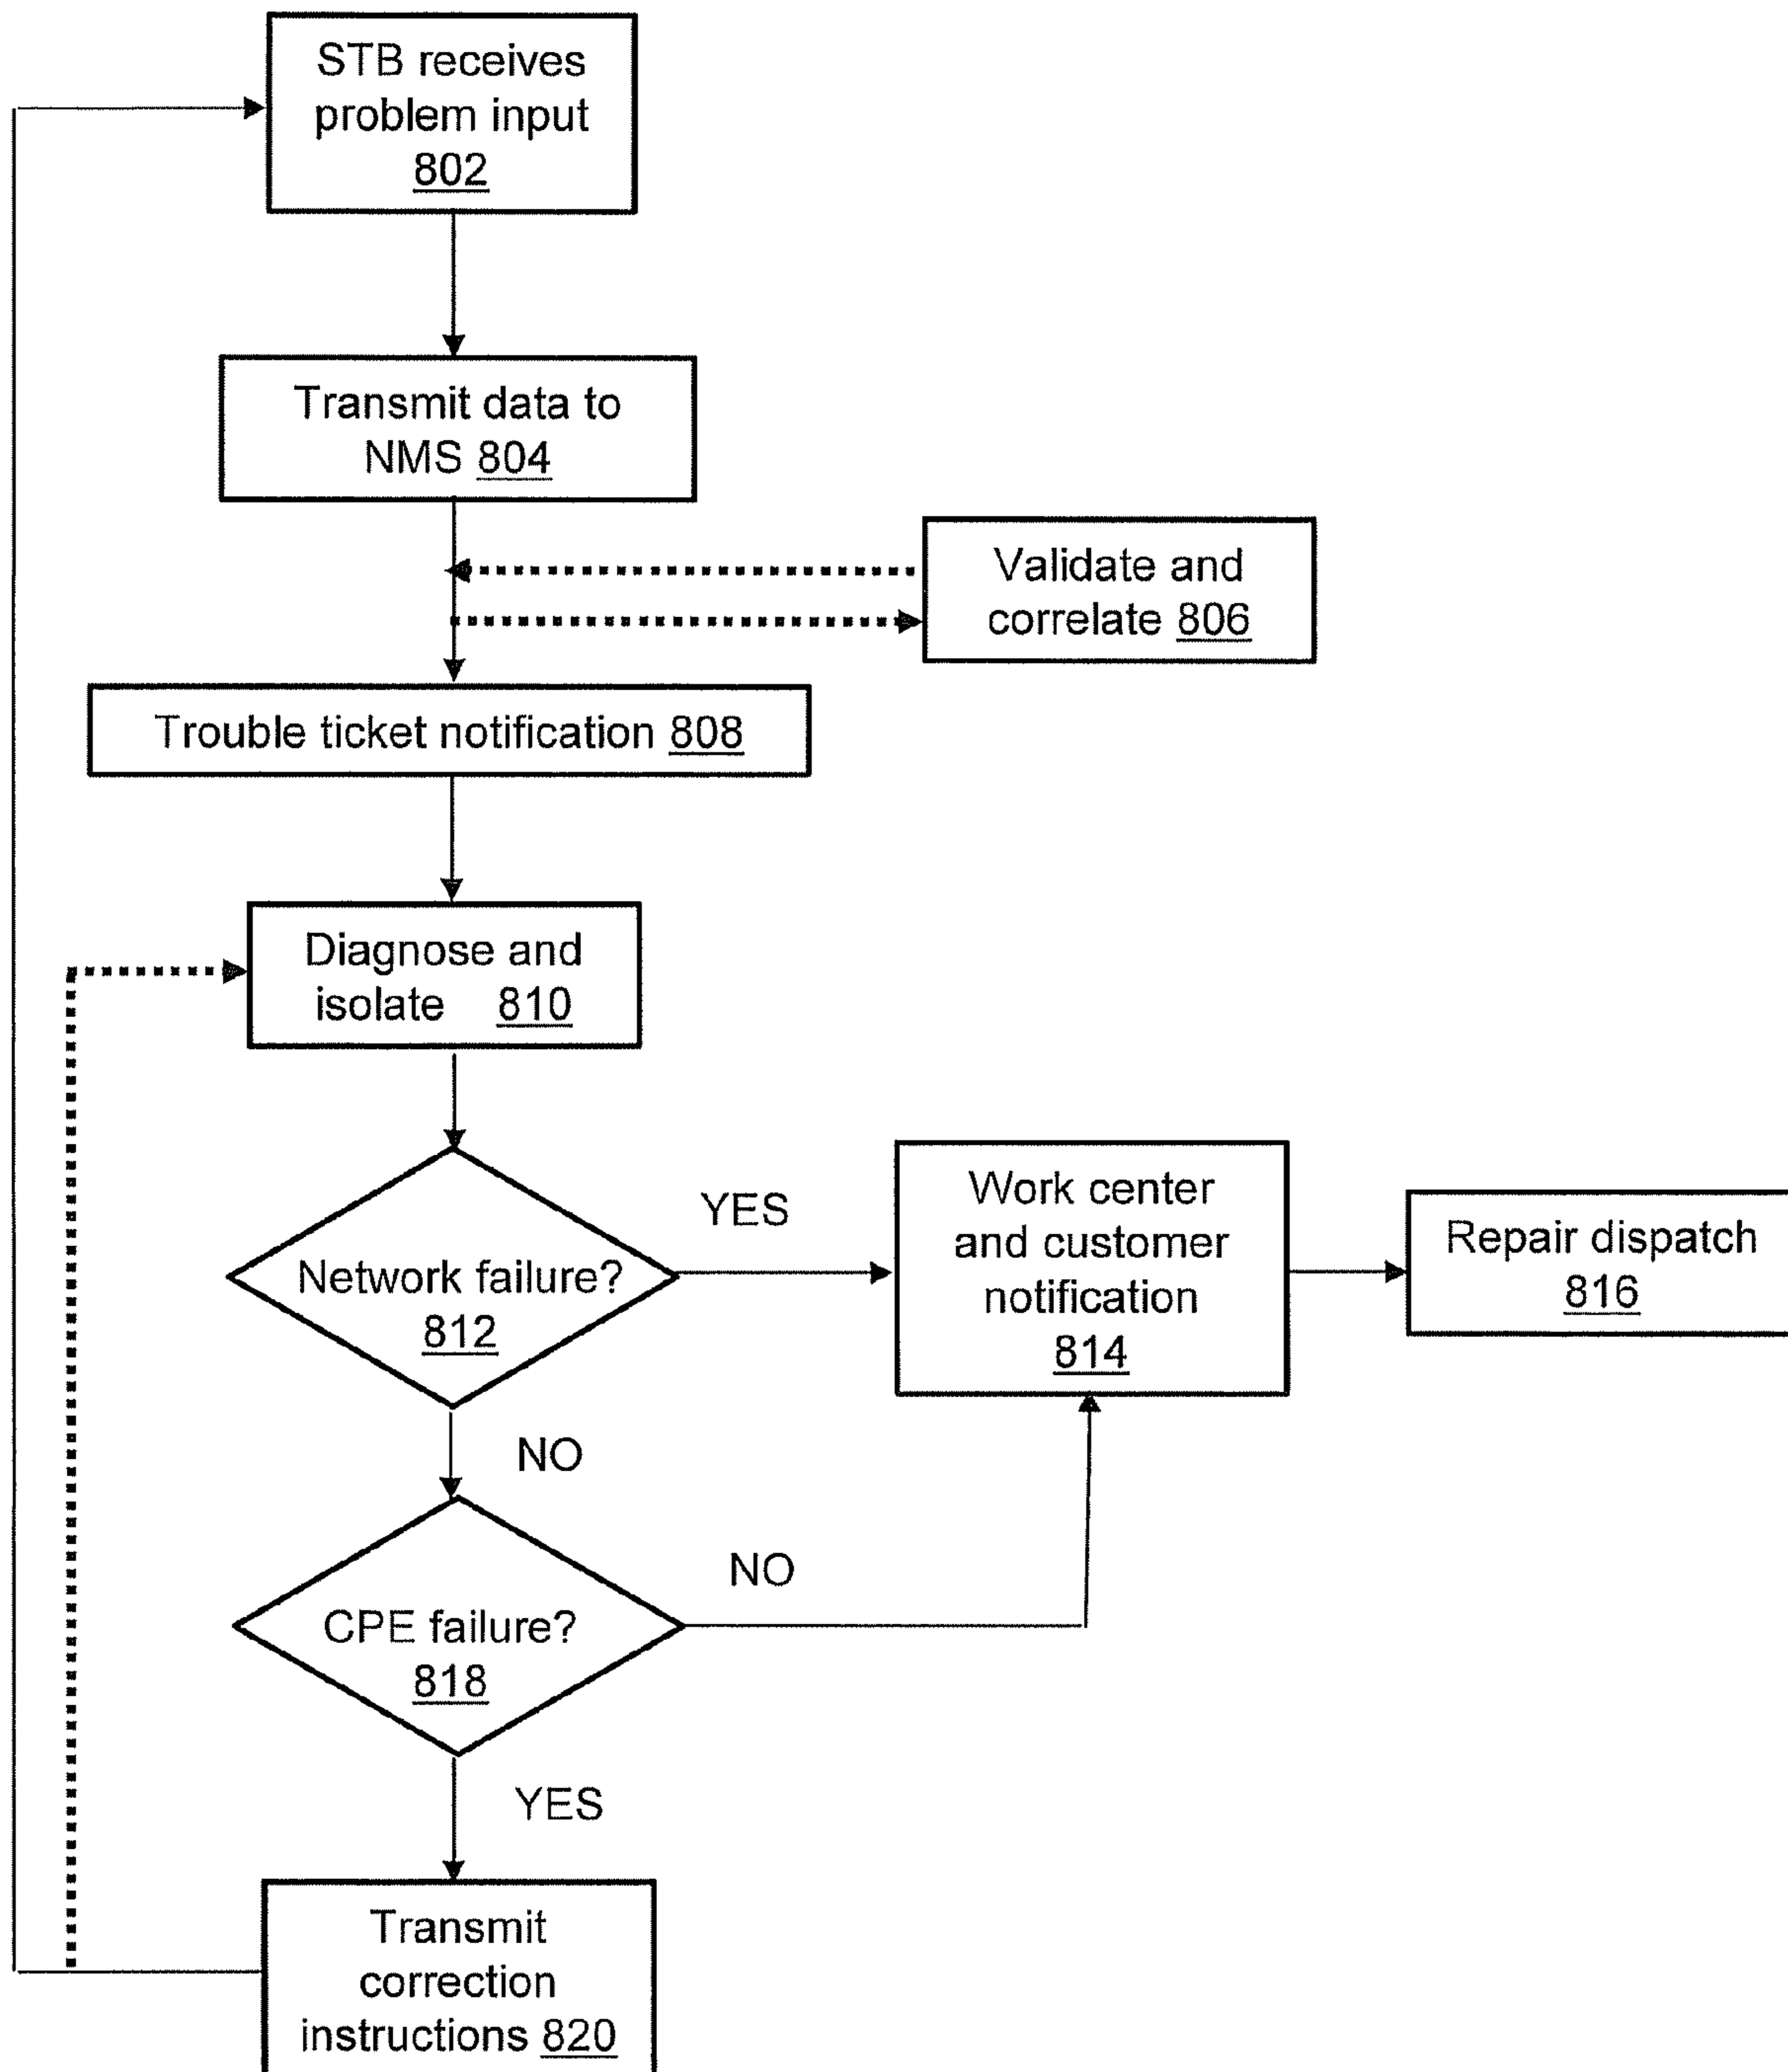 STB receives
problem input
802
Transmit data to
NMS 804
Validate and
correlate 806
Trouble ticket notification 808
Diagnose and
isolate 810
Network failure?
812
YES
Work center
and customer
notification
814
Repair dispatch
816
NO
CPE failure?
818
NO
YES
Transmit
correction
instructions 820